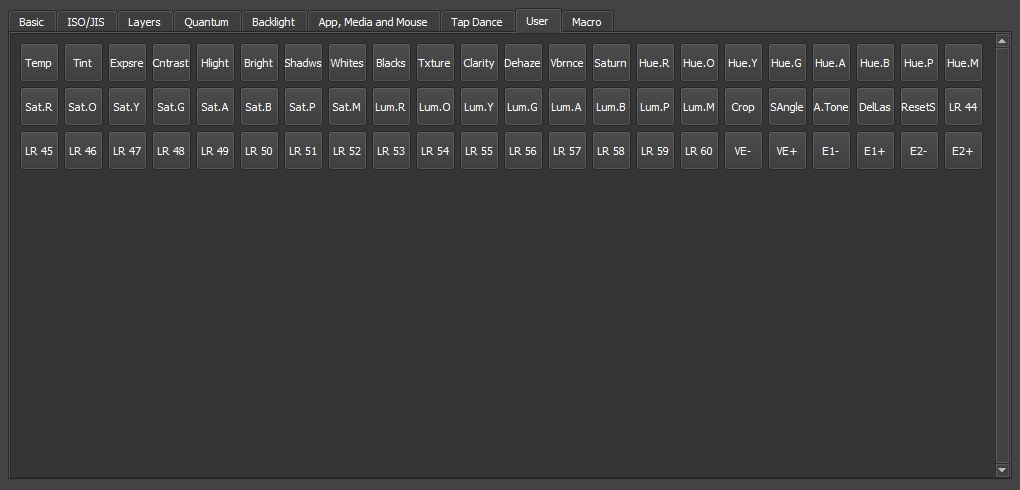 Basic ISO/JIS Layers Quantum Backlight App, Media and Mouse Tap Dance User Macro
Temp Tint Expsre Cntrast Hlight Bright Shadws Whites Blacks Txture Clarity Dehaze Vbrnce Saturn Hue.R Hue.O Hue.Y Hue.G Hue.A Hue.B Hue.P Hue.M
Sat.R Sat.O Sat.Y Sat.G Sat.A Sat.B Sat.P Sat.M Lum.R Lum.O Lum.Y Lum.G Lum.A Lum.B Lum.P Lum.M Crop SAngle A.Tone DelLas ResetS LR 44
LR 45 LR 46 LR 47 LR 48 LR 49 LR 50 LR 51 LR 52 LR 53 LR 54 LR 55 LR 56 LR 57 LR 58 LR 59 LR 60 VE- VE+ E1- E1+ E2- E2+